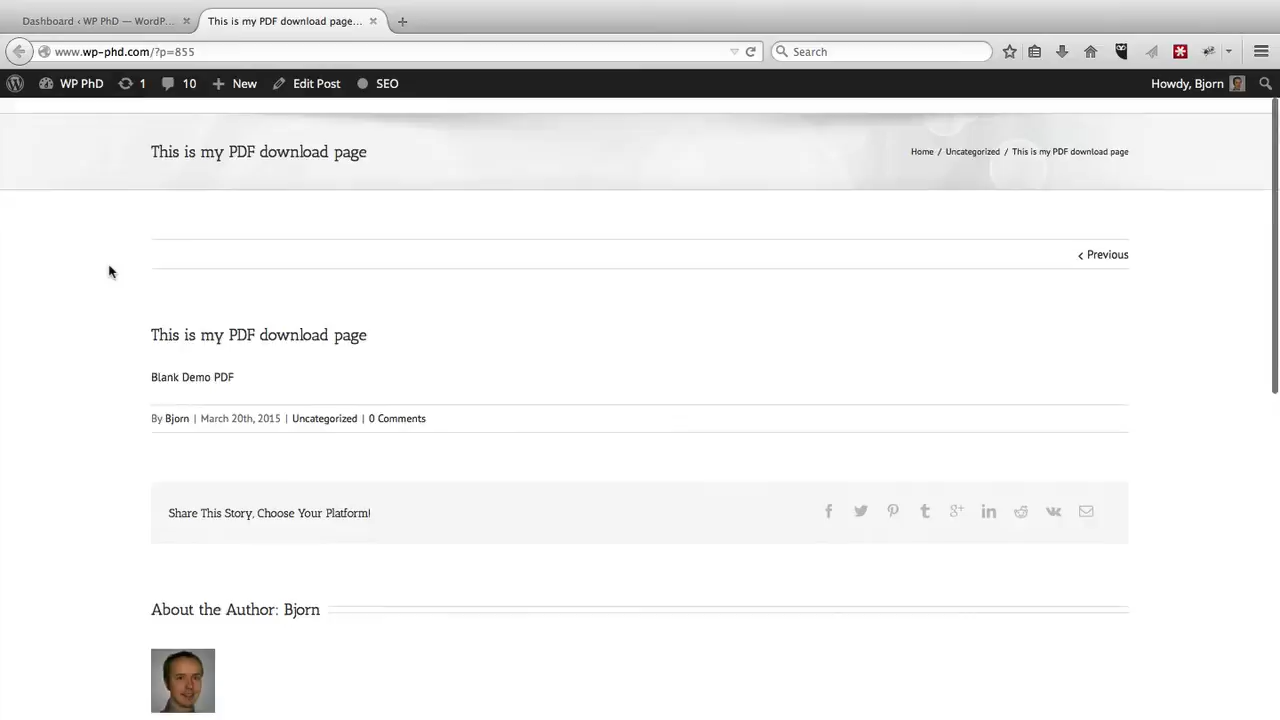 Dashboard ‹ WP PhD — WordP...
This is my PDF download page...
www.wp-phd.com/?p=855
Search
WP PhD
1
10
New
Edit Post
SEO
Howdy, Bjorn
This is my PDF download page
Home / Uncategorized / This is my PDF download page
Previous
This is my PDF download page
Blank Demo PDF
By Bjorn | March 20th, 2015 | Uncategorized | 0 Comments
Share This Story, Choose Your Platform!
About the Author: Bjorn